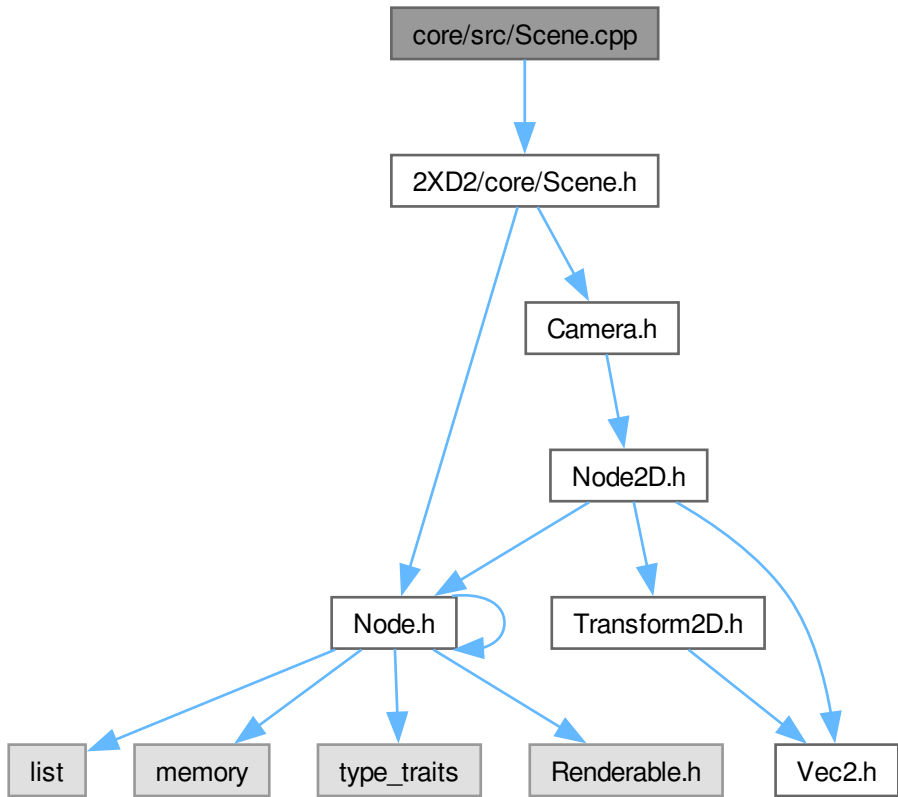 core/src/Scene.cpp
2XD2/core/Scene.h
Camera.h
Node2D.h
Node.h
Transform2D.h
list
memory
type_traits
Renderable.h
Vec2.h